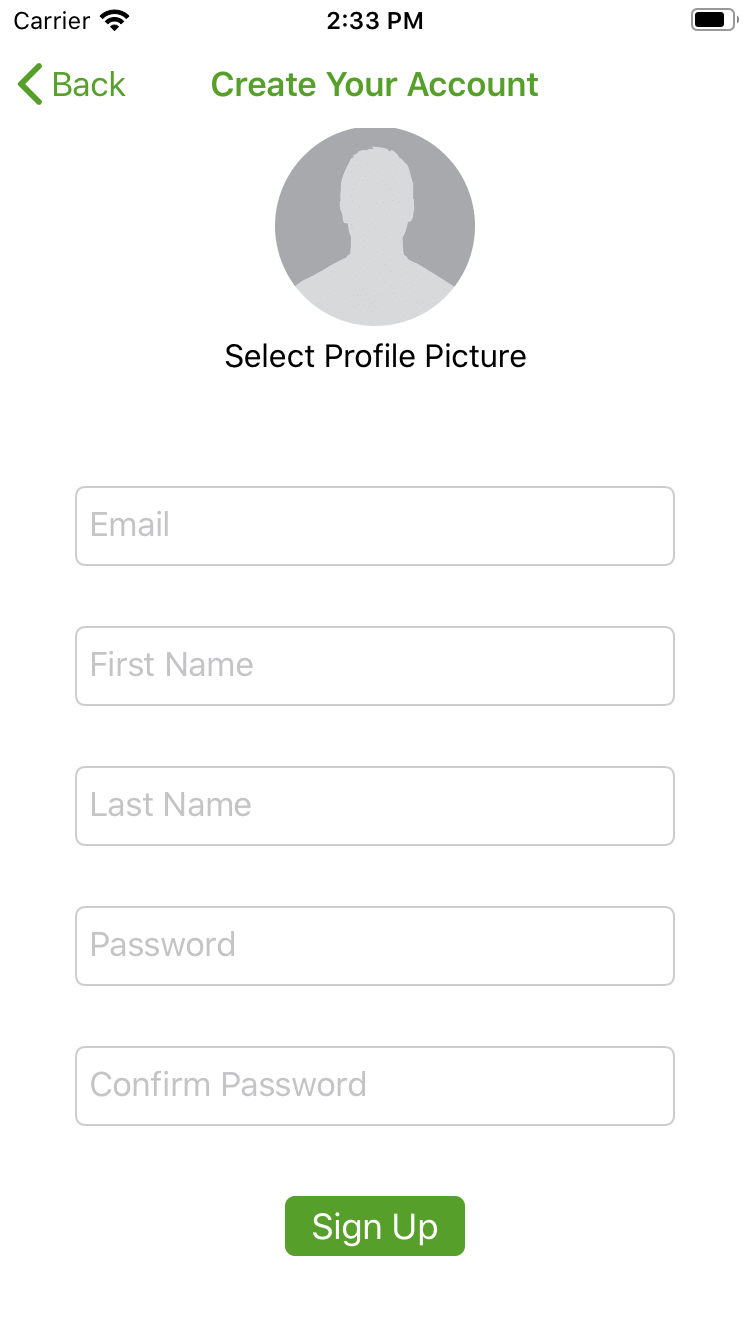 Carrier 2:33 PM
Back Create Your Account
Select Profile Picture
Email
First Name
Last Name
Password
Confirm Password
Sign Up